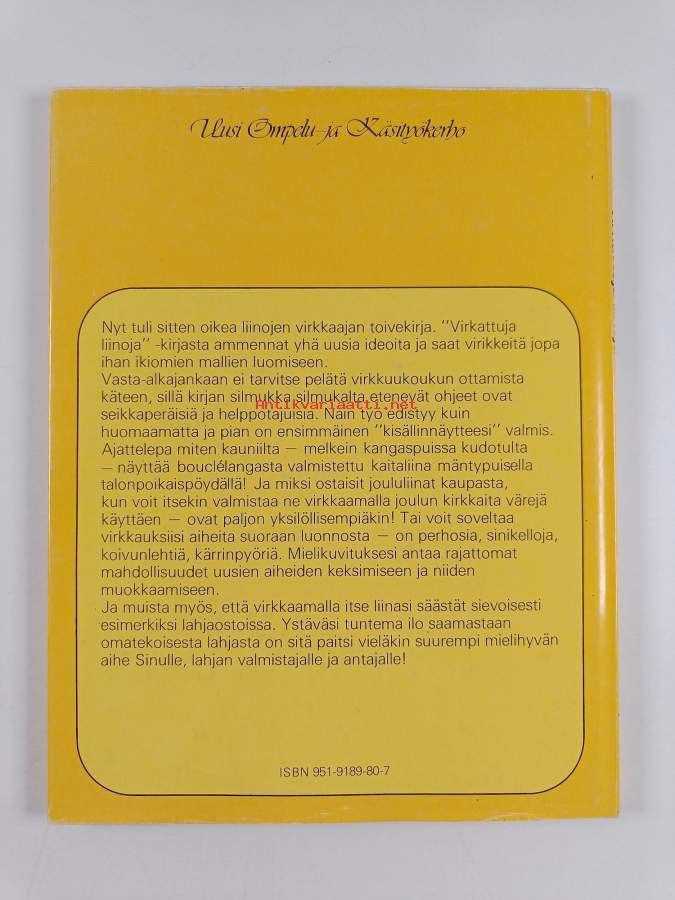 Uusi Ompelu-ja Käsityökerho
Nyt tuli sitten oikea liinojen virkkaajan toivekirja. "Virkattuja
liinoja" -kirjasta ammennat yhä uusia ideoita ja saat virikkeitä jopa
ihan ikiomien mallien luomiseen.
Vasta-alkajankaan ei tarvitse pelätä virkkuukoukun ottamista
käteen, sillä kirjan silmukka silmukalta etenevät ohjeet ovat
Antikvariaatti.net
seikkaperäisiä ja helppotajuisia. Näin työ edistyy kuin
huomaamatta ja pian on ensimmäinen "kisällinnäytteesi" valmis.
Ajattelepa miten kauniilta — melkein kangaspuissa kudotulta
— näyttää bouclélangasta valmistettu kaitaliina mäntypuisella
talonpoikaispöydällä! Ja miksi ostaisit joululiinat kaupasta,
kun voit itsekin valmistaa ne virkkaamalla joulun kirkkaita värejä
käyttäen — ovat paljon yksilöllisempiäkin! Tai voit soveltaa
virkkauksiisi aiheita suoraan luonnosta — on perhosia, sinikelloja,
koivunlehtiä, kärrinpyöriä. Mielikuvituksesi antaa rajattomat
mahdollisuudet uusien aiheiden keksimiseen ja niiden
muokkaamiseen.
Ja muista myös, että virkkaamalla itse liinasi säästät sievoisesti
esimerkiksi lahjaostoissa. Ystäväsi tuntema ilo saamastaan
omatekoisesta lahjasta on sitä paitsi vieläkin suurempi mielihyvän
aihe Sinulle, lahjan valmistajalle ja antajalle!
ISBN 951-9189-80-7